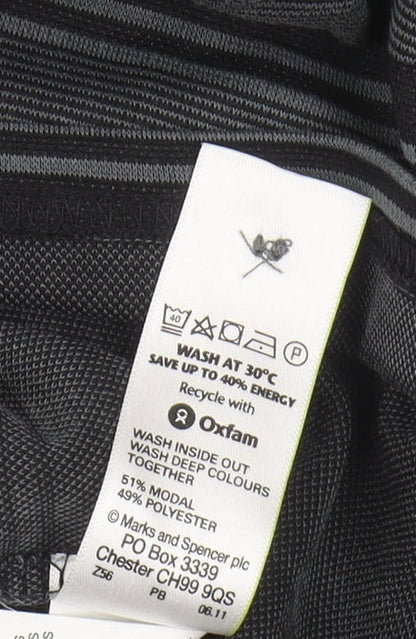 40 P
WASH AT 30°C
SAVE UP TO 40% ENERGY
Recycle with
Oxfam
WASH INSIDE OUT
WASH DEEP COLOURS
TOGETHER
51% MODAL
49% POLYESTER
© Marks and Spencer plc
PO Box 3339
Chester CH99 9QS
Z56 PB 06.11